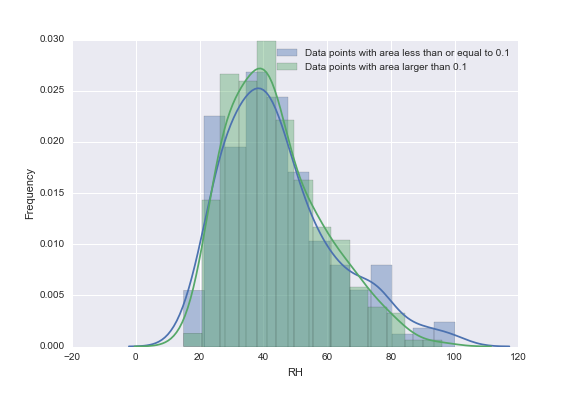 0.030
0.025
0.020
0.015
0.010
0.005
0.000
Frequency
Data points with area less than or equal to 0.1
Data points with area larger than 0.1
−20 0 20 40 60 80 100 120
RH